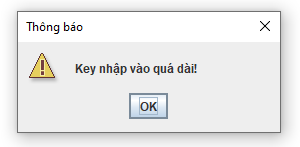 Thông báo
Key nhập vào quá dài!
OK